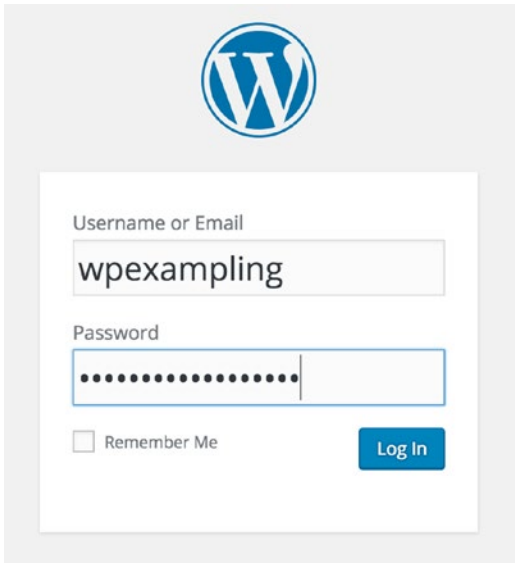 W
Username or Email
wpexampling
Password
••••••••••••••••••
Remember Me
Log In